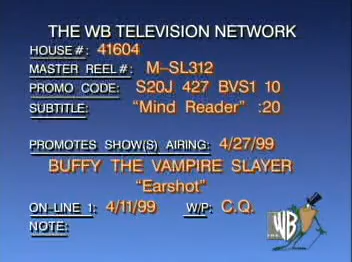 THE WB TELEVISION NETWORK
HOUSE#: 41604
MASTER REEL#: M-SL312
PROMO CODE: S20J 427 BVS1 10
SUBTITLE: "Mind Reader" :20
PROMOTES SHOW(S) AIRING: 4/27/99
BUFFY THE VAMPIRE SLAYER
"Earshot"
ON-LINE 1: 4/11/99 W/P: C.Q.
NOTE:
THE WB